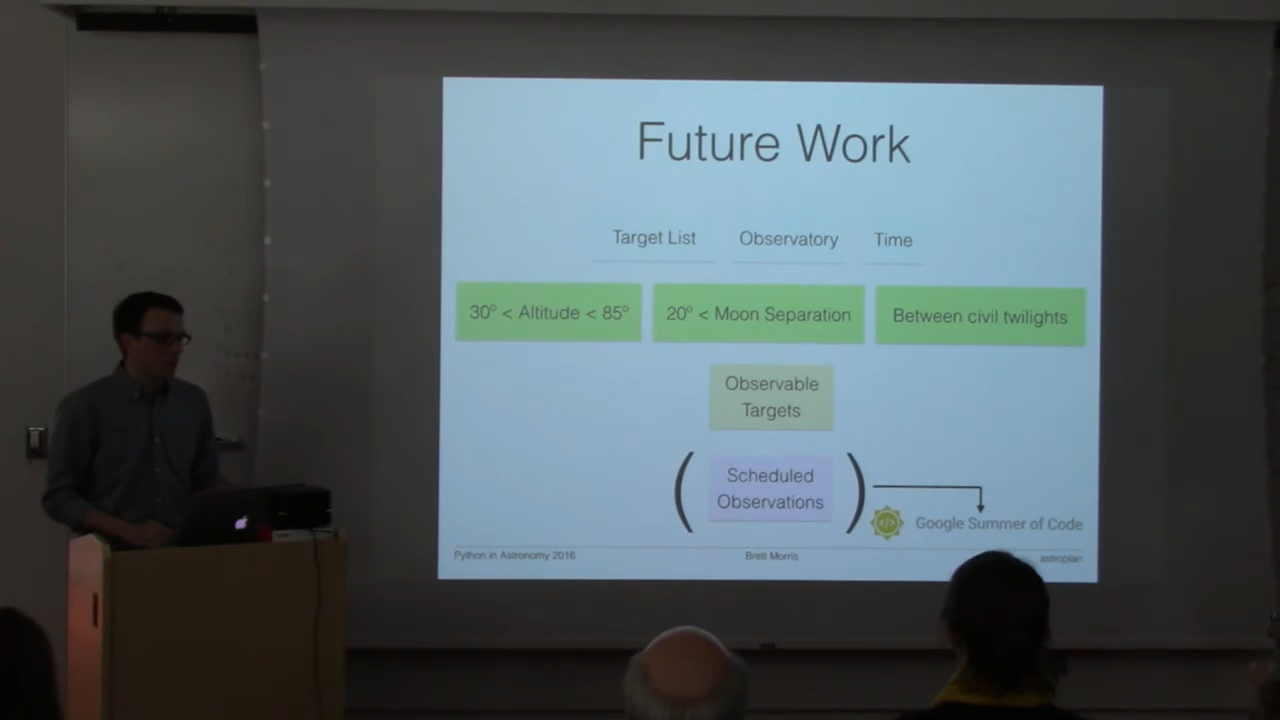 Future Work
Target List Observatory Time
30° < Altitude < 85° 20° < Moon Separation Between civil twilights
Observable
Targets
( Scheduled
Observations )
</> Google Summer of Code
Python in Astronomy 2016 Brett Morris astroplan